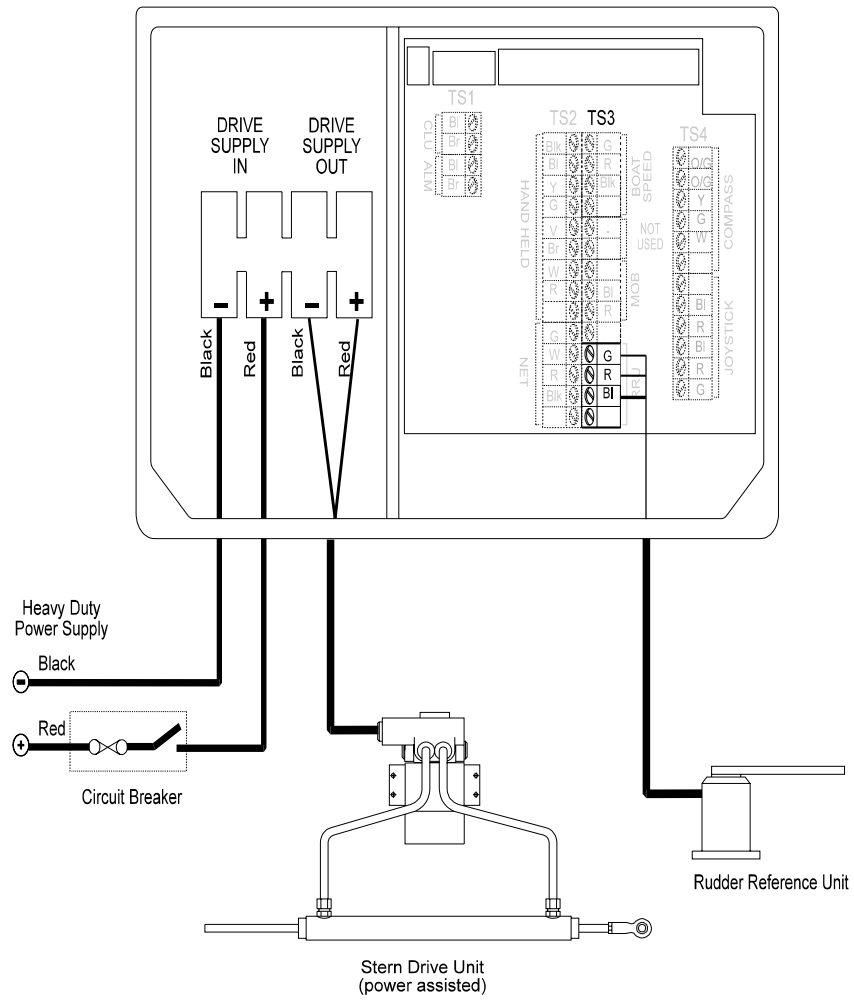 DRIVE
SUPPLY
IN
DRIVE
SUPPLY
OUT
-
+
-
+
Black
Red
Black
Red
TS1
CLU
Bl
Br
ALM
Bl
Br
TS2
HAND HELD
Blk
Bl
Y
G
V
Br
W
R
NET
G
W
R
Blk
TS3
G
R
Blk
BOAT
SPEED
-
NOT
USED
Bl
R
MOB
G
R
Bl
RRU
TS4
O/G
O/G
Y
G
W
COMPASS
Bl
R
Bl
R
G
JOYSTICK
Heavy Duty
Power Supply
- Black
+ Red
Circuit Breaker
Rudder Reference Unit
Stern Drive Unit
(power assisted)